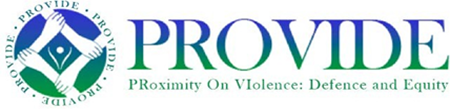 PROVIDE · PROVIDE · PROVIDE · PROVIDE ·
PROVIDE
PRoximity On VIolence: Defence and Equity